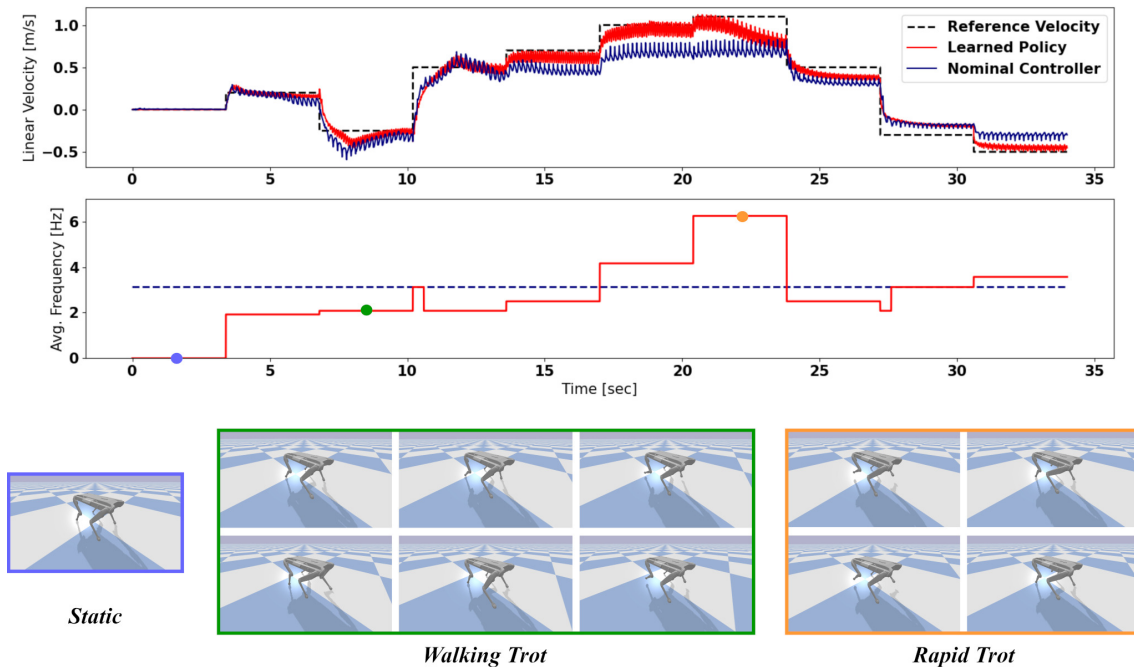 Linear Velocity [m/s]
1.0
0.5
0.0
−0.5
Reference Velocity
Learned Policy
Nominal Controller
0 5 10 15 20 25 30 35
Avg. Frequency [Hz]
6
4
2
0
0 5 10 15 20 25 30 35
Time [sec]
Static
Walking Trot
Rapid Trot